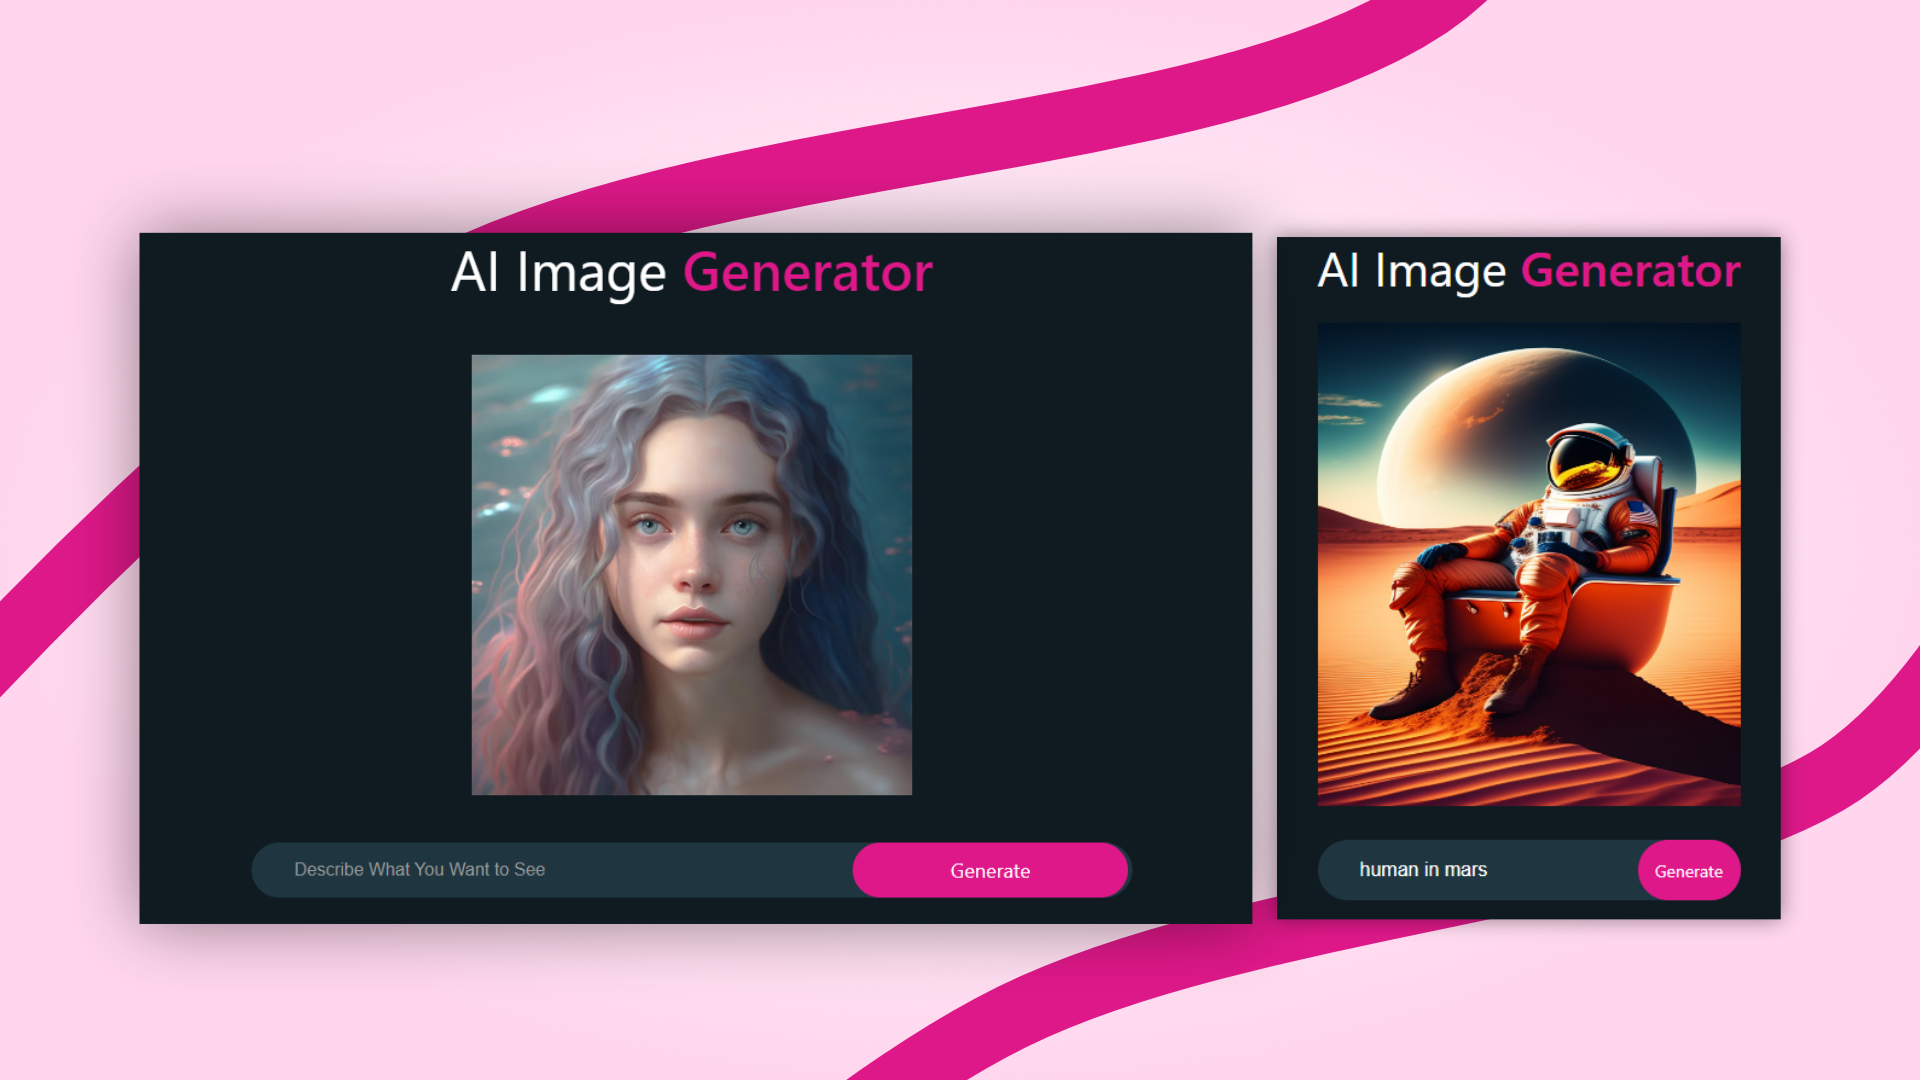 AI Image Generator
Describe What You Want to See
Generate
AI Image Generator
human in mars
Generate